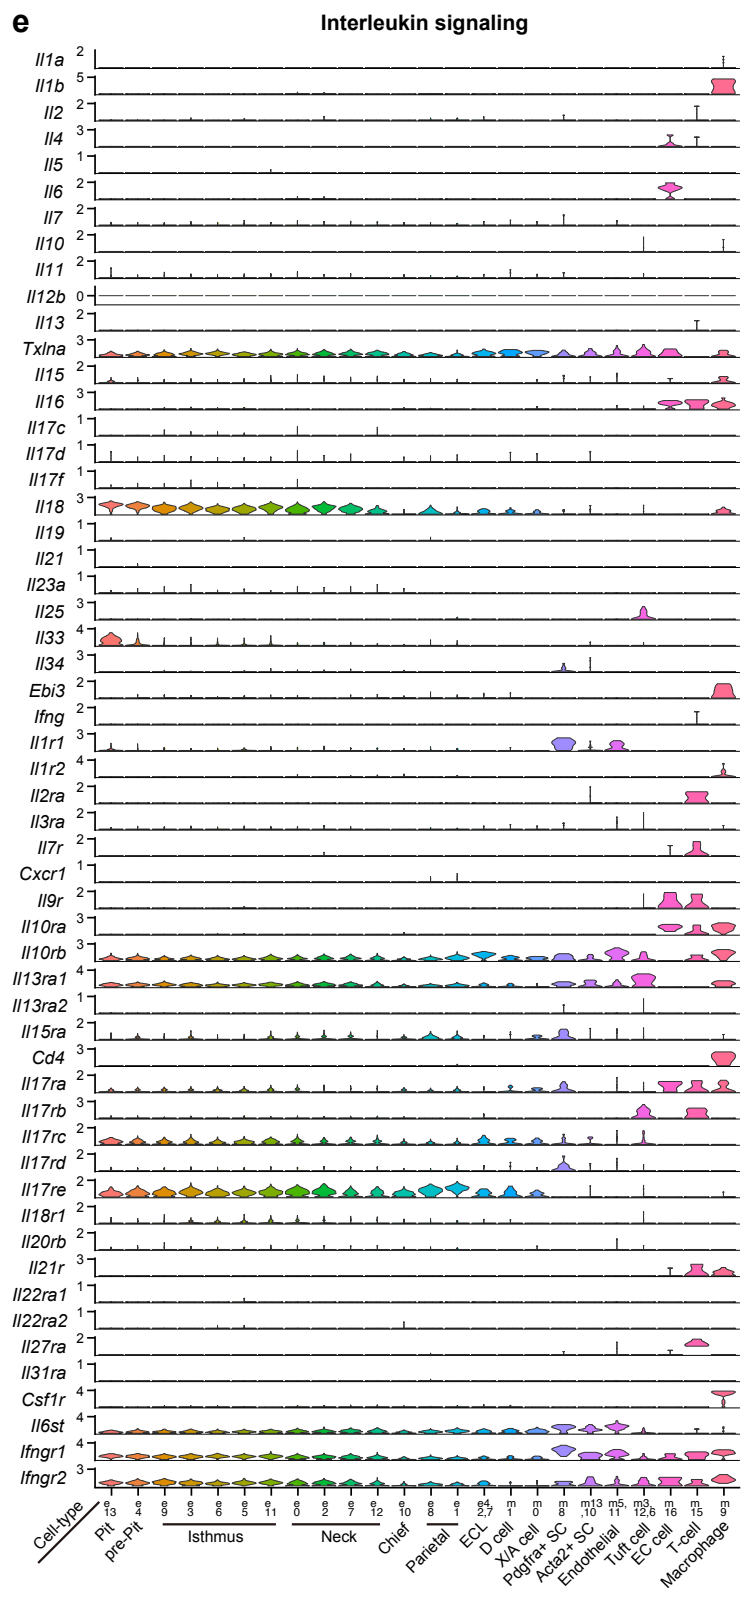 e
Interleukin signaling
Il1a 2
Il1b 5
Il2 2
Il4 3
Il5 1
Il6 2
Il7 2
Il10 2
Il11 2
Il12b 0
Il13 2
Txlna 3
Il15 2
Il16 3
Il17c 1
Il17d 1
Il17f 1
Il18 3
Il19 1
Il21 1
Il23a 1
Il25 3
Il33 4
Il34 3
Ebi3 2
Ifng 2
Il1r1 3
Il1r2 4
Il2ra 2
Il3ra 2
Il7r 2
Cxcr1 1
Il9r 2
Il10ra 3
Il10rb 3
Il13ra1 4
Il13ra2 1
Il15ra 2
Cd4 3
Il17ra 2
Il17rb 3
Il17rc 2
Il17rd 2
Il17re 2
Il18r1 2
Il20rb 2
Il21r 3
Il22ra1 1
Il22ra2 1
Il27ra 2
Il31ra 1
Csf1r 4
Il6st 4
Ifngr1 4
Ifngr2 3
e e e e e e e e e e e e e e e4, m m m m13 m5, m3, m m m
13 4 9 3 6 5 11 0 2 7 12 10 8 1 2,7 1 0 8 ,10 11 12,6 16 15 9
Cell-type
Pit
pre-Pit
Isthmus
Neck
Chief
Parietal
ECL
D cell
X/A cell
Pdgfra+ SC
Acta2+ SC
Endothelial
Tuft cell
EC cell
T-cell
Macrophage